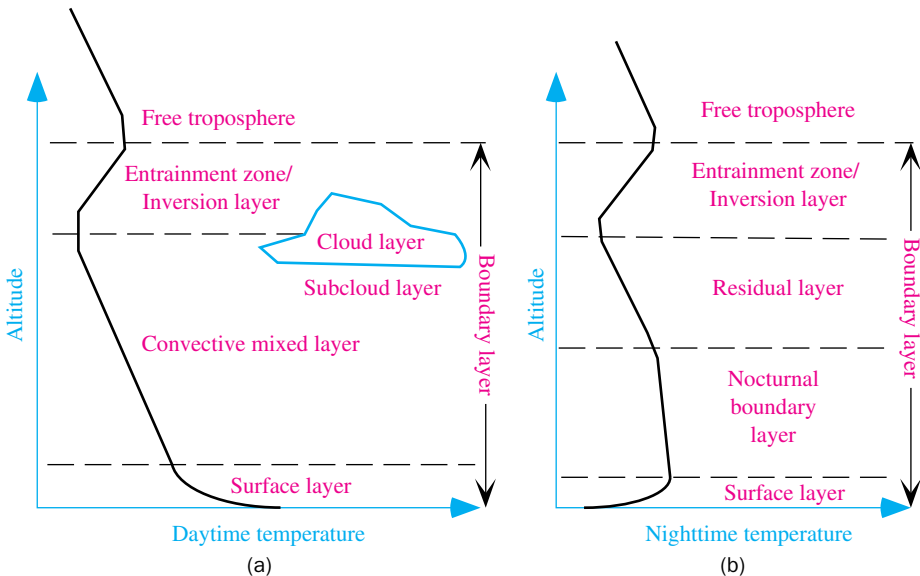 Free troposphere
Entrainment zone/
Inversion layer
Cloud layer
Subcloud layer
Convective mixed layer
Surface layer
Boundary layer
Altitude
Daytime temperature
(a)
Free troposphere
Entrainment zone/
Inversion layer
Residual layer
Nocturnal
boundary
layer
Surface layer
Boundary layer
Altitude
Nighttime temperature
(b)